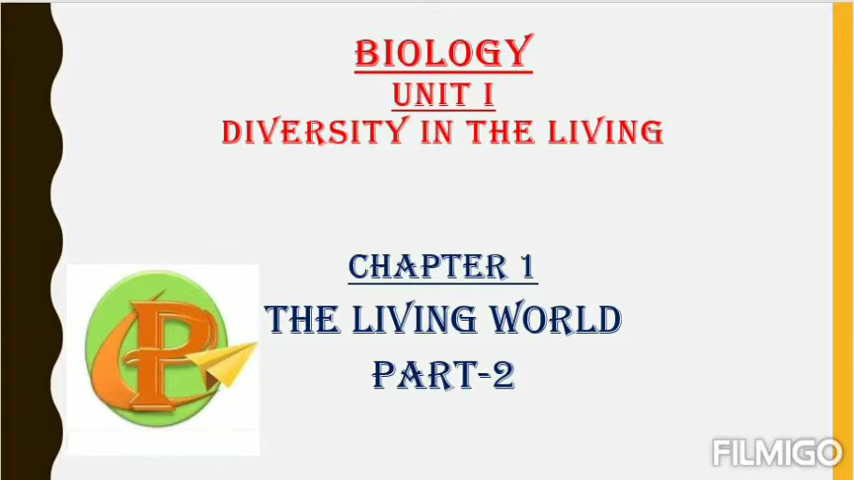 BIOLOGY
UNIT I
DIVERSITY IN THE LIVING
CHAPTER 1
THE LIVING WORLD
PART-2
P
FILMIGO